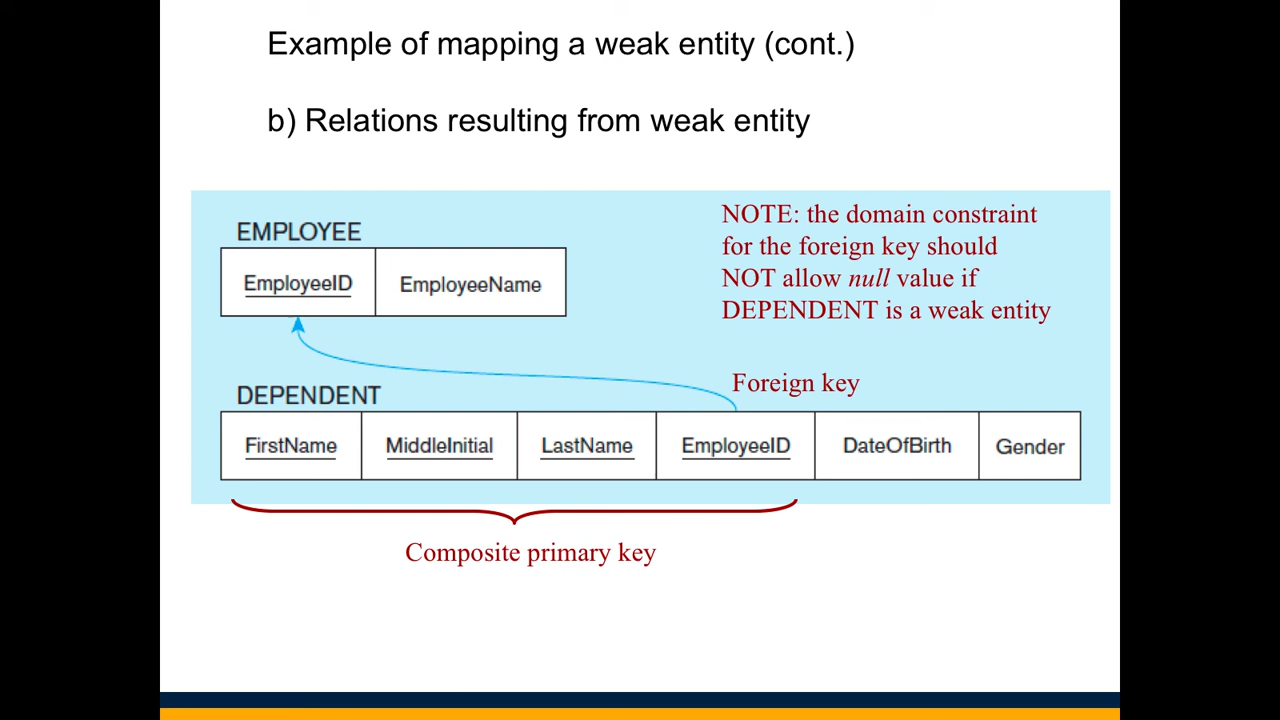 Example of mapping a weak entity (cont.)
b) Relations resulting from weak entity
NOTE: the domain constraint
for the foreign key should
NOT allow null value if
DEPENDENT is a weak entity
EMPLOYEE
EmployeeID EmployeeName
Foreign key
DEPENDENT
FirstName MiddleInitial LastName EmployeeID DateOfBirth Gender
Composite primary key